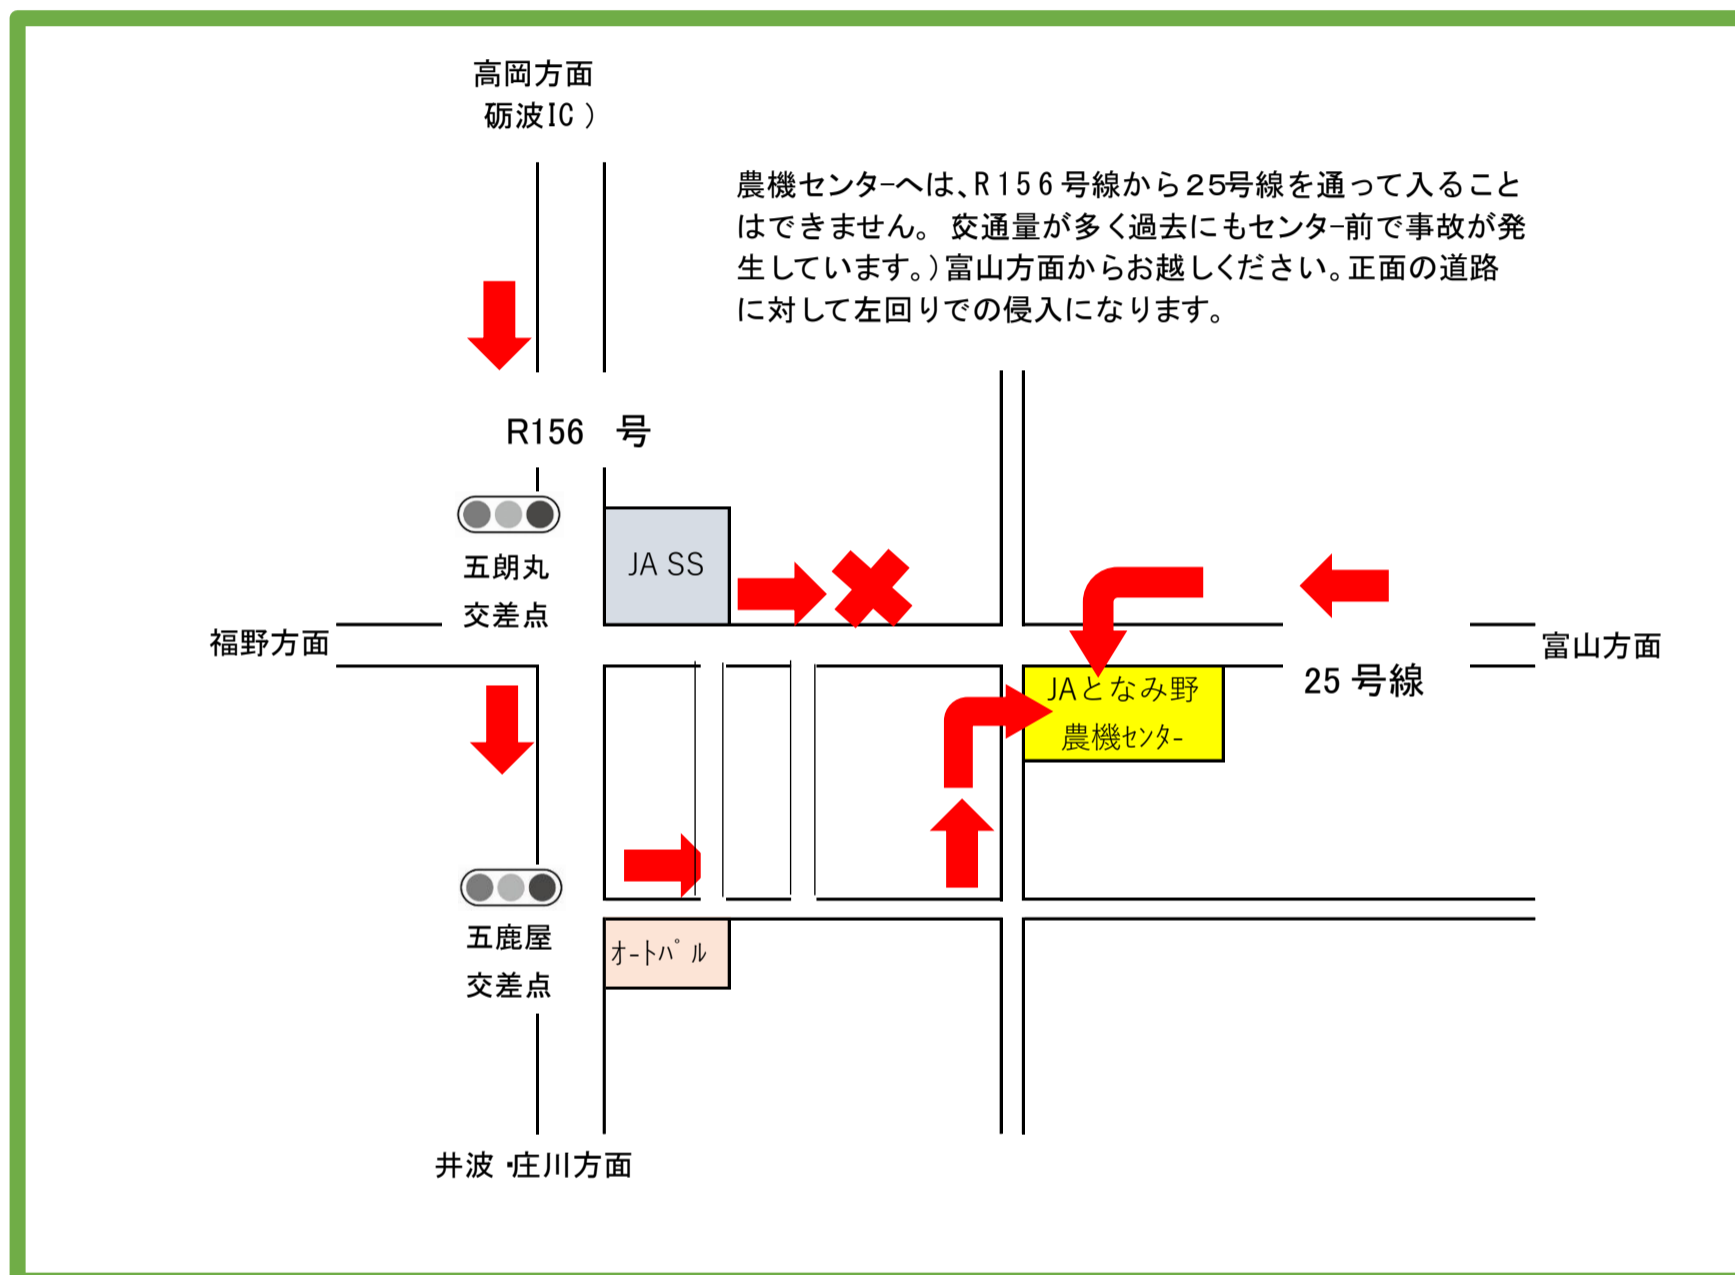 高岡方面
砺波IC ）
農機センターへは、R156号線から25号線を通って入ること
はできません。 交通量が多く過去にもセンター前で事故が発
生しています。）富山方面からお越しください。正面の道路
に対して左回りでの侵入になります。
R156 号
JA SS
五朗丸
交差点
福野方面
富山方面
25 号線
JAとなみ野
農機ｾﾝﾀｰ
五鹿屋
交差点
ｵｰﾄﾊﾟﾙ
井波・庄川方面